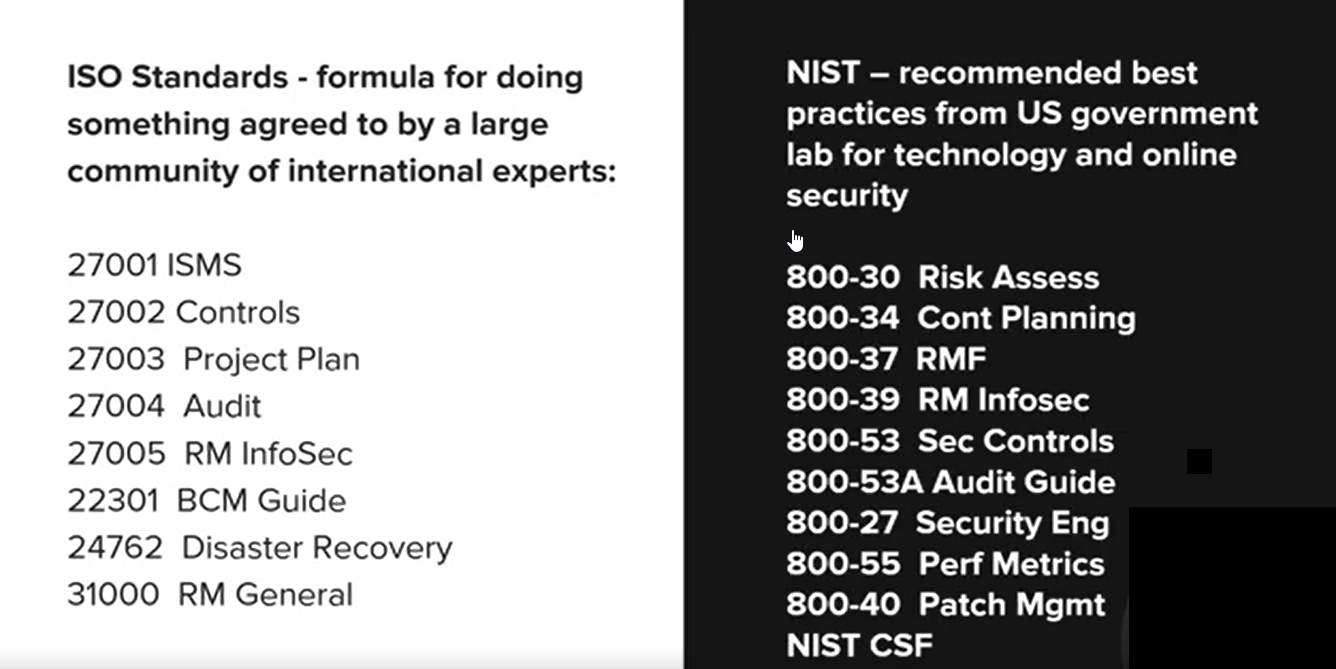 ISO Standards - formula for doing
something agreed to by a large
community of international experts:
27001 ISMS
27002 Controls
27003 Project Plan
27004 Audit
27005 RM InfoSec
22301 BCM Guide
24762 Disaster Recovery
31000 RM General
NIST – recommended best
practices from US government
lab for technology and online
security
800-30 Risk Assess
800-34 Cont Planning
800-37 RMF
800-39 RM Infosec
800-53 Sec Controls
800-53A Audit Guide
800-27 Security Eng
800-55 Perf Metrics
800-40 Patch Mgmt
NIST CSF